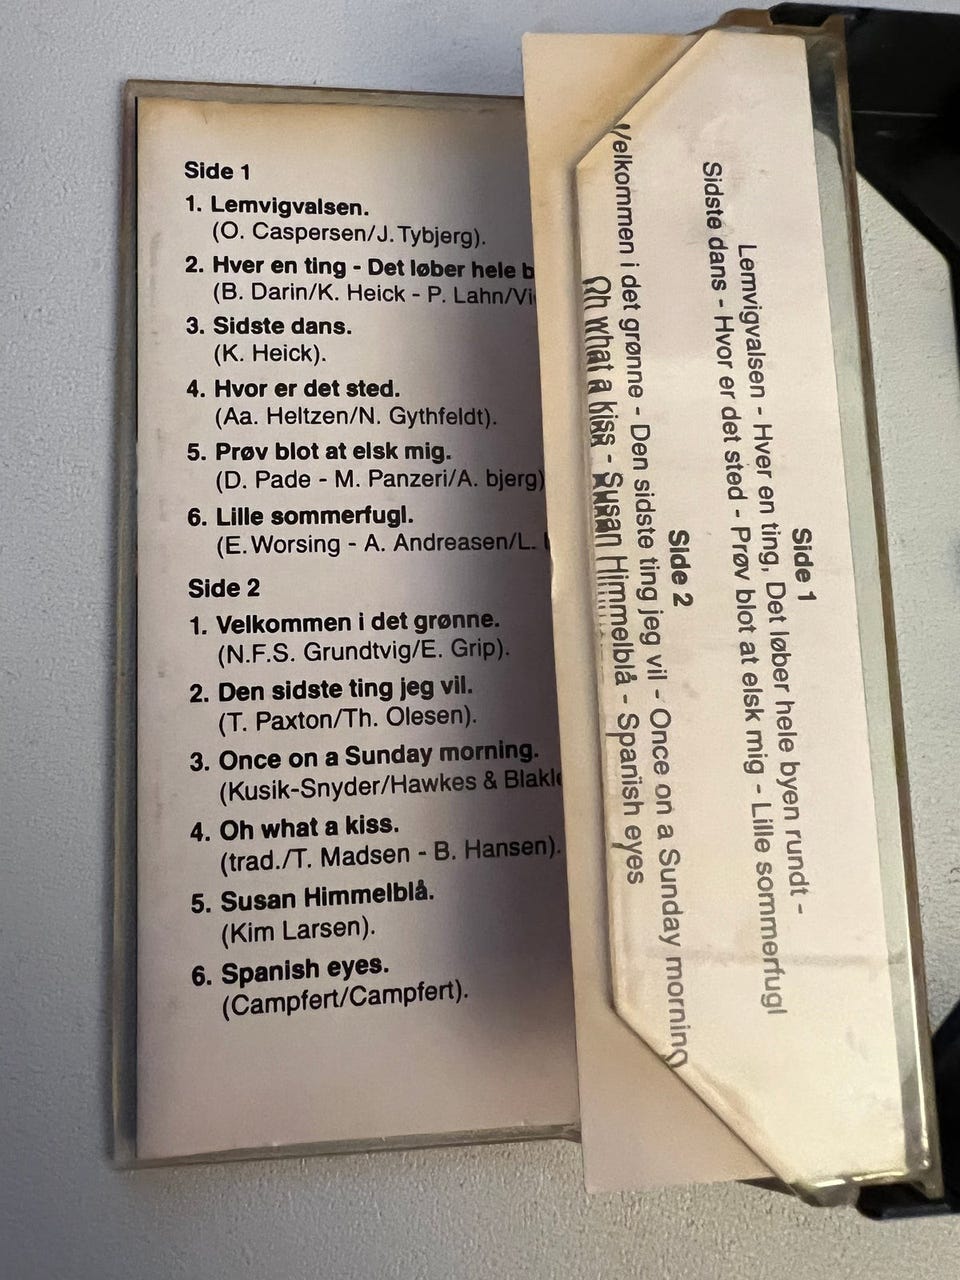 Side 1
1. Lemvigvalsen.
(O. Caspersen/J. Tybjerg).
2. Hver en ting - Det løber hele
(B. Darin/K. Heick - P. Lahn/
3. Sidste dans.
(K. Heick).
4. Hvor er det sted.
(Aa. Heltzen/N. Gythfeldt).
5. Prøv blot at elsk mig.
(D. Pade - M. Panzeri/A. bjerg)
6. Lille sommerfugl.
(E. Worsing - A. Andreasen/L.
Side 2
1. Velkommen i det grønne.
(N.F.S. Grundtvig/E. Grip).
2. Den sidste ting jeg vil.
(T. Paxton/Th. Olesen).
3. Once on a Sunday morning.
(Kusik-Snyder/Hawkes &
4. Oh what a kiss.
(trad./T. Madsen - B. Hansen).
5. Susan Himmelblå.
(Kim Larsen).
6. Spanish eyes.
(Campfert/Campfert).
Side 1
Lemvigvalsen - Hver en ting, Det løber hele byen rundt -
Sidste dans - Hvor er det sted - Prøv blot at elsk mig - Lille sommerfugl
Side 2
Velkommen i det grønne - Den sidste ting jeg vil - Once on a Sunday morning
Oh what a kiss - Susan Himmelblå - Spanish eyes